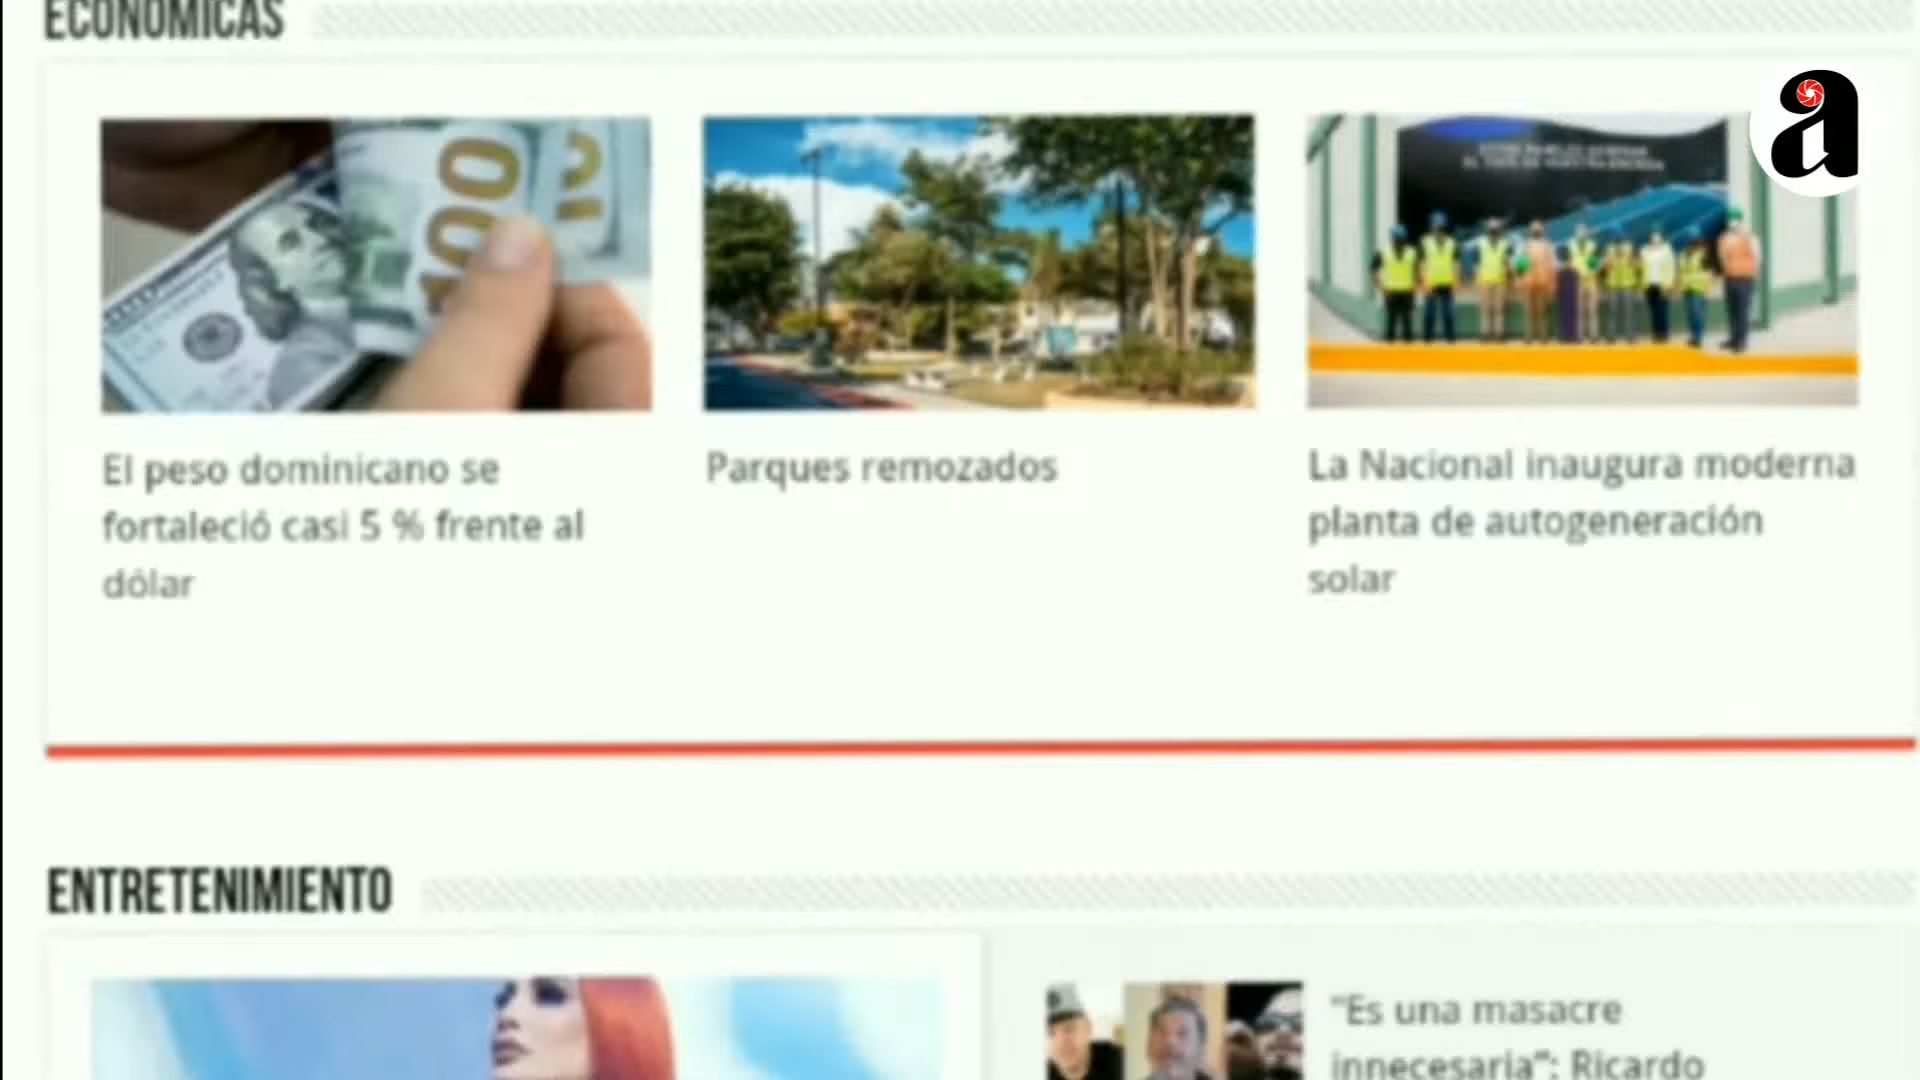 ECONÓMICAS
a
100
El peso dominicano se
fortaleció casi 5 % frente al
dólar
Parques remozados
La Nacional inaugura moderna
planta de autogeneración
solar
ENTRETENIMIENTO
“Es una masacre
innecesaria”: Ricardo